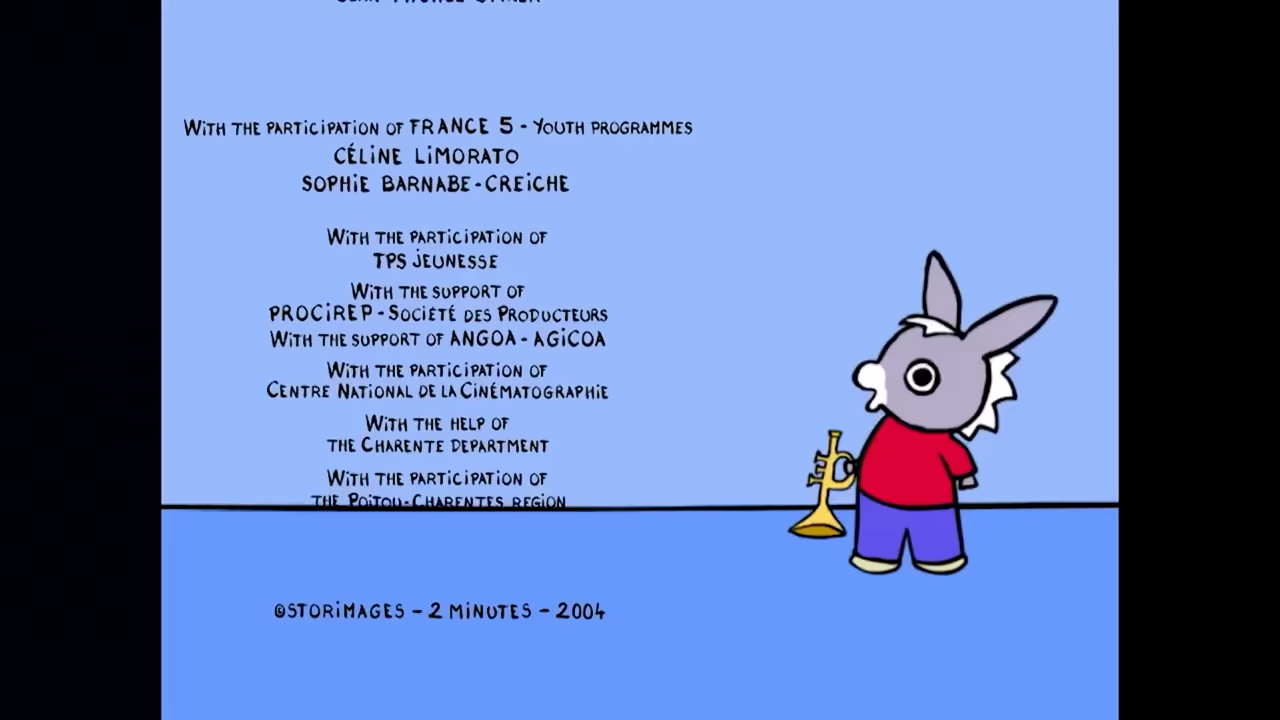 WiTH THE PARTiCiPATiON OF FRANCE 5 - YOUTH PROGRAMMES
CÉLiNE LiMORATO
SOPHiE BARNABE-CREiCHE
WiTH THE PARTiCiPATiON OF
TPS JEUNESSE
WiTH THE SUPPORT OF
PROCiREP - SOCiÉTÉ DES PRODUCTEURS
WiTH THE SUPPORT OF ANGOA - AGiCOA
WiTH THE PARTiCiPATiON OF
CENTRE NATiONAL DE LA CiNÉMATOGRAPHiE
WiTH THE HELP OF
THE CHARENTE DEPARTMENT
WiTH THE PARTiCiPATiON OF
THE POiTOU-CHARENTES REGiON
©STORiMAGES - 2 MiNUTES - 2004